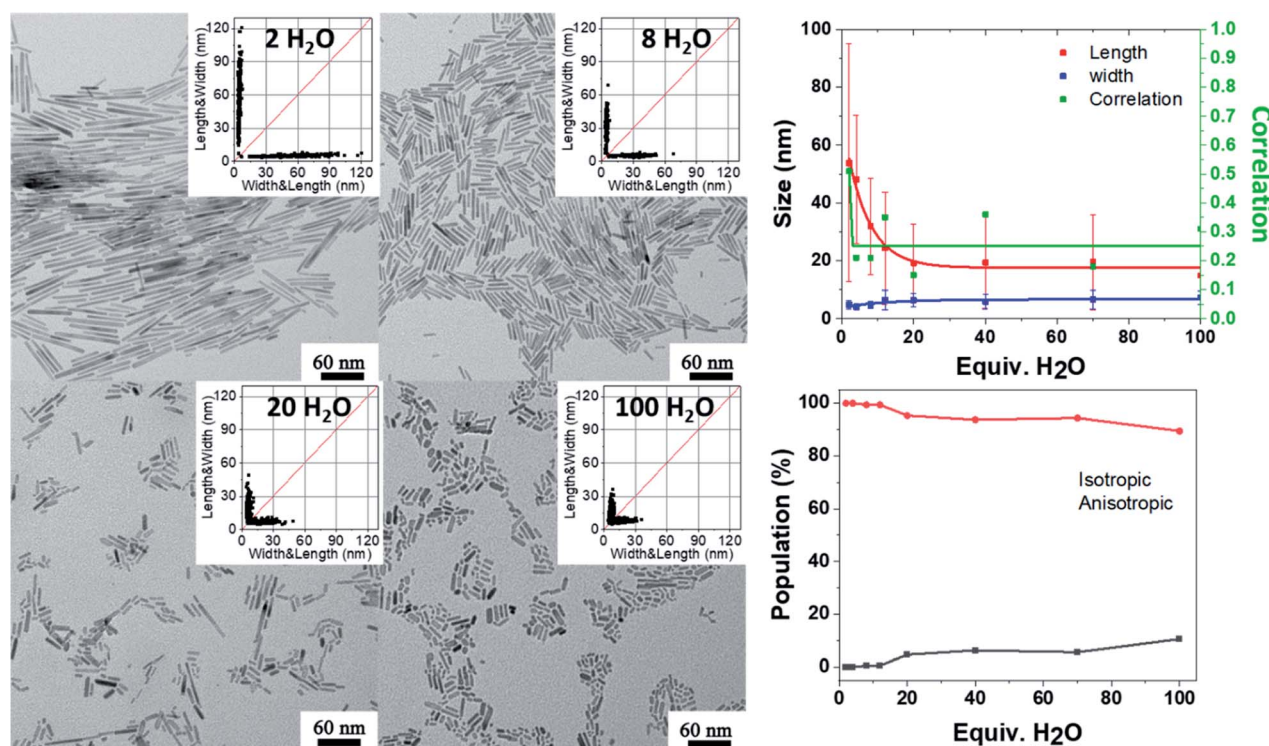 2 H₂O
Length&Width (nm)
120
90
60
30
0
0 30 60 90 120
Width&Length (nm)
60 nm
8 H₂O
Length&Width (nm)
120
90
60
30
0
0 30 60 90 120
Width&Length (nm)
60 nm
20 H₂O
Length&Width (nm)
120
90
60
30
0
0 30 60 90 120
Width&Length (nm)
60 nm
100 H₂O
Length&Width (nm)
120
90
60
30
0
0 30 60 90 120
Width&Length (nm)
60 nm
Size (nm)
100
80
60
40
20
0
Length
width
Correlation
1.0
0.9
0.8
0.7
0.6
0.5
0.4
0.3
0.2
0.1
0.0
Correlation
0 20 40 60 80 100
Equiv. H₂O
Population (%)
100
80
60
40
20
0
Isotropic
Anisotropic
0 20 40 60 80 100
Equiv. H₂O